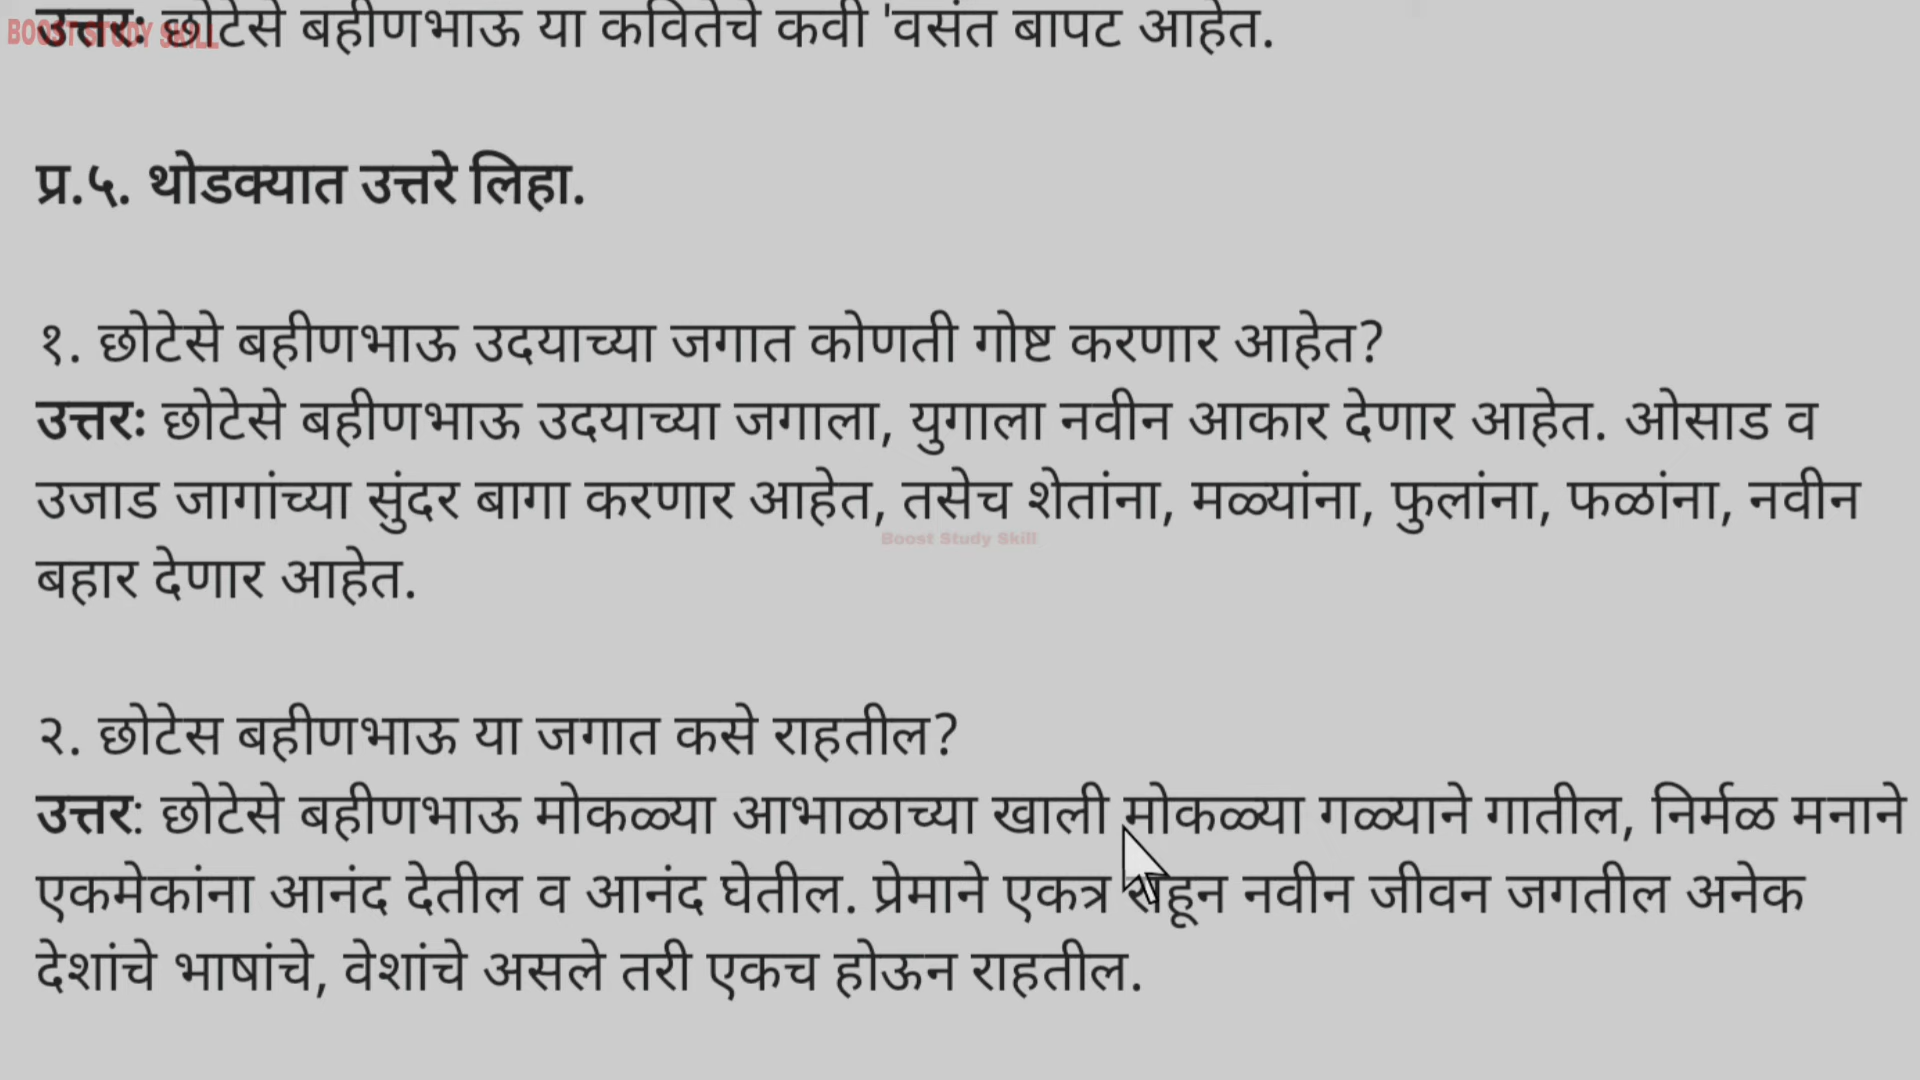 BOOST STUDY SKILL
उत्तरः छोटेसे बहीणभाऊ या कवितेचे कवी 'वसंत बापट आहेत.
प्र.५. थोडक्यात उत्तरे लिहा.
१. छोटेसे बहीणभाऊ उदयाच्या जगात कोणती गोष्ट करणार आहेत?
उत्तरः छोटेसे बहीणभाऊ उदयाच्या जगाला, युगाला नवीन आकार देणार आहेत. ओसाड व
उजाड जागांच्या सुंदर बागा करणार आहेत, तसेच शेतांना, मळ्यांना, फुलांना, फळांना, नवीन
Boost Study Skill
बहार देणार आहेत.
२. छोटेस बहीणभाऊ या जगात कसे राहतील?
उत्तर: छोटेसे बहीणभाऊ मोकळ्या आभाळाच्या खाली मोकळ्या गळ्याने गातील, निर्मळ मनाने
एकमेकांना आनंद देतील व आनंद घेतील. प्रेमाने एकत्र राहून नवीन जीवन जगतील अनेक
देशांचे भाषांचे, वेशांचे असले तरी एकच होऊन राहतील.